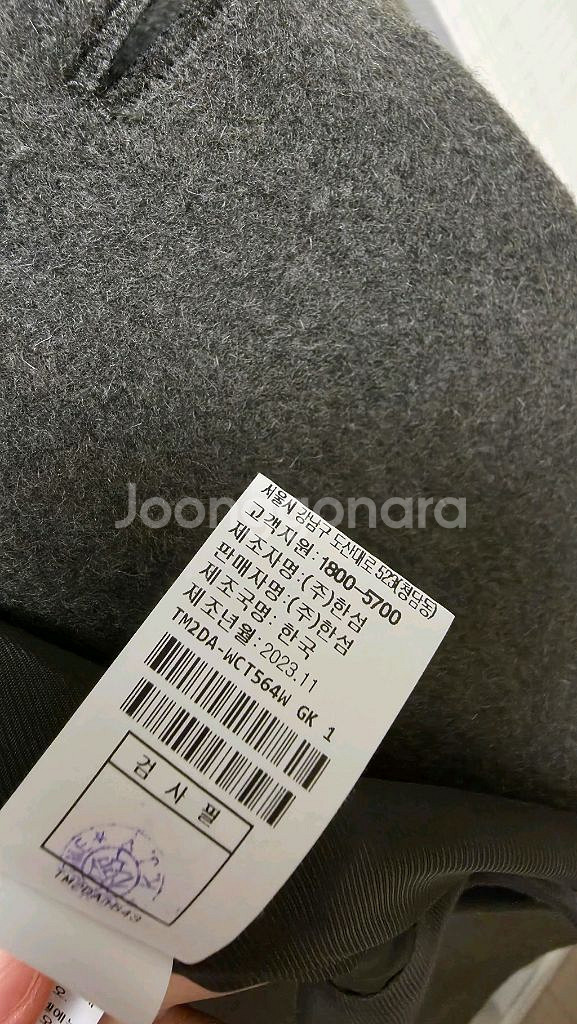 Joongonara
서울시 강남구 도산대로 523(청담동)
고객지원 : 1800-5700
제조자명 : (주)한섬
판매자명 : (주)한섬
제조국명 : 한국
제조년월 : 2023.11
TM2DA-WCT564W GK 1
검 사 필